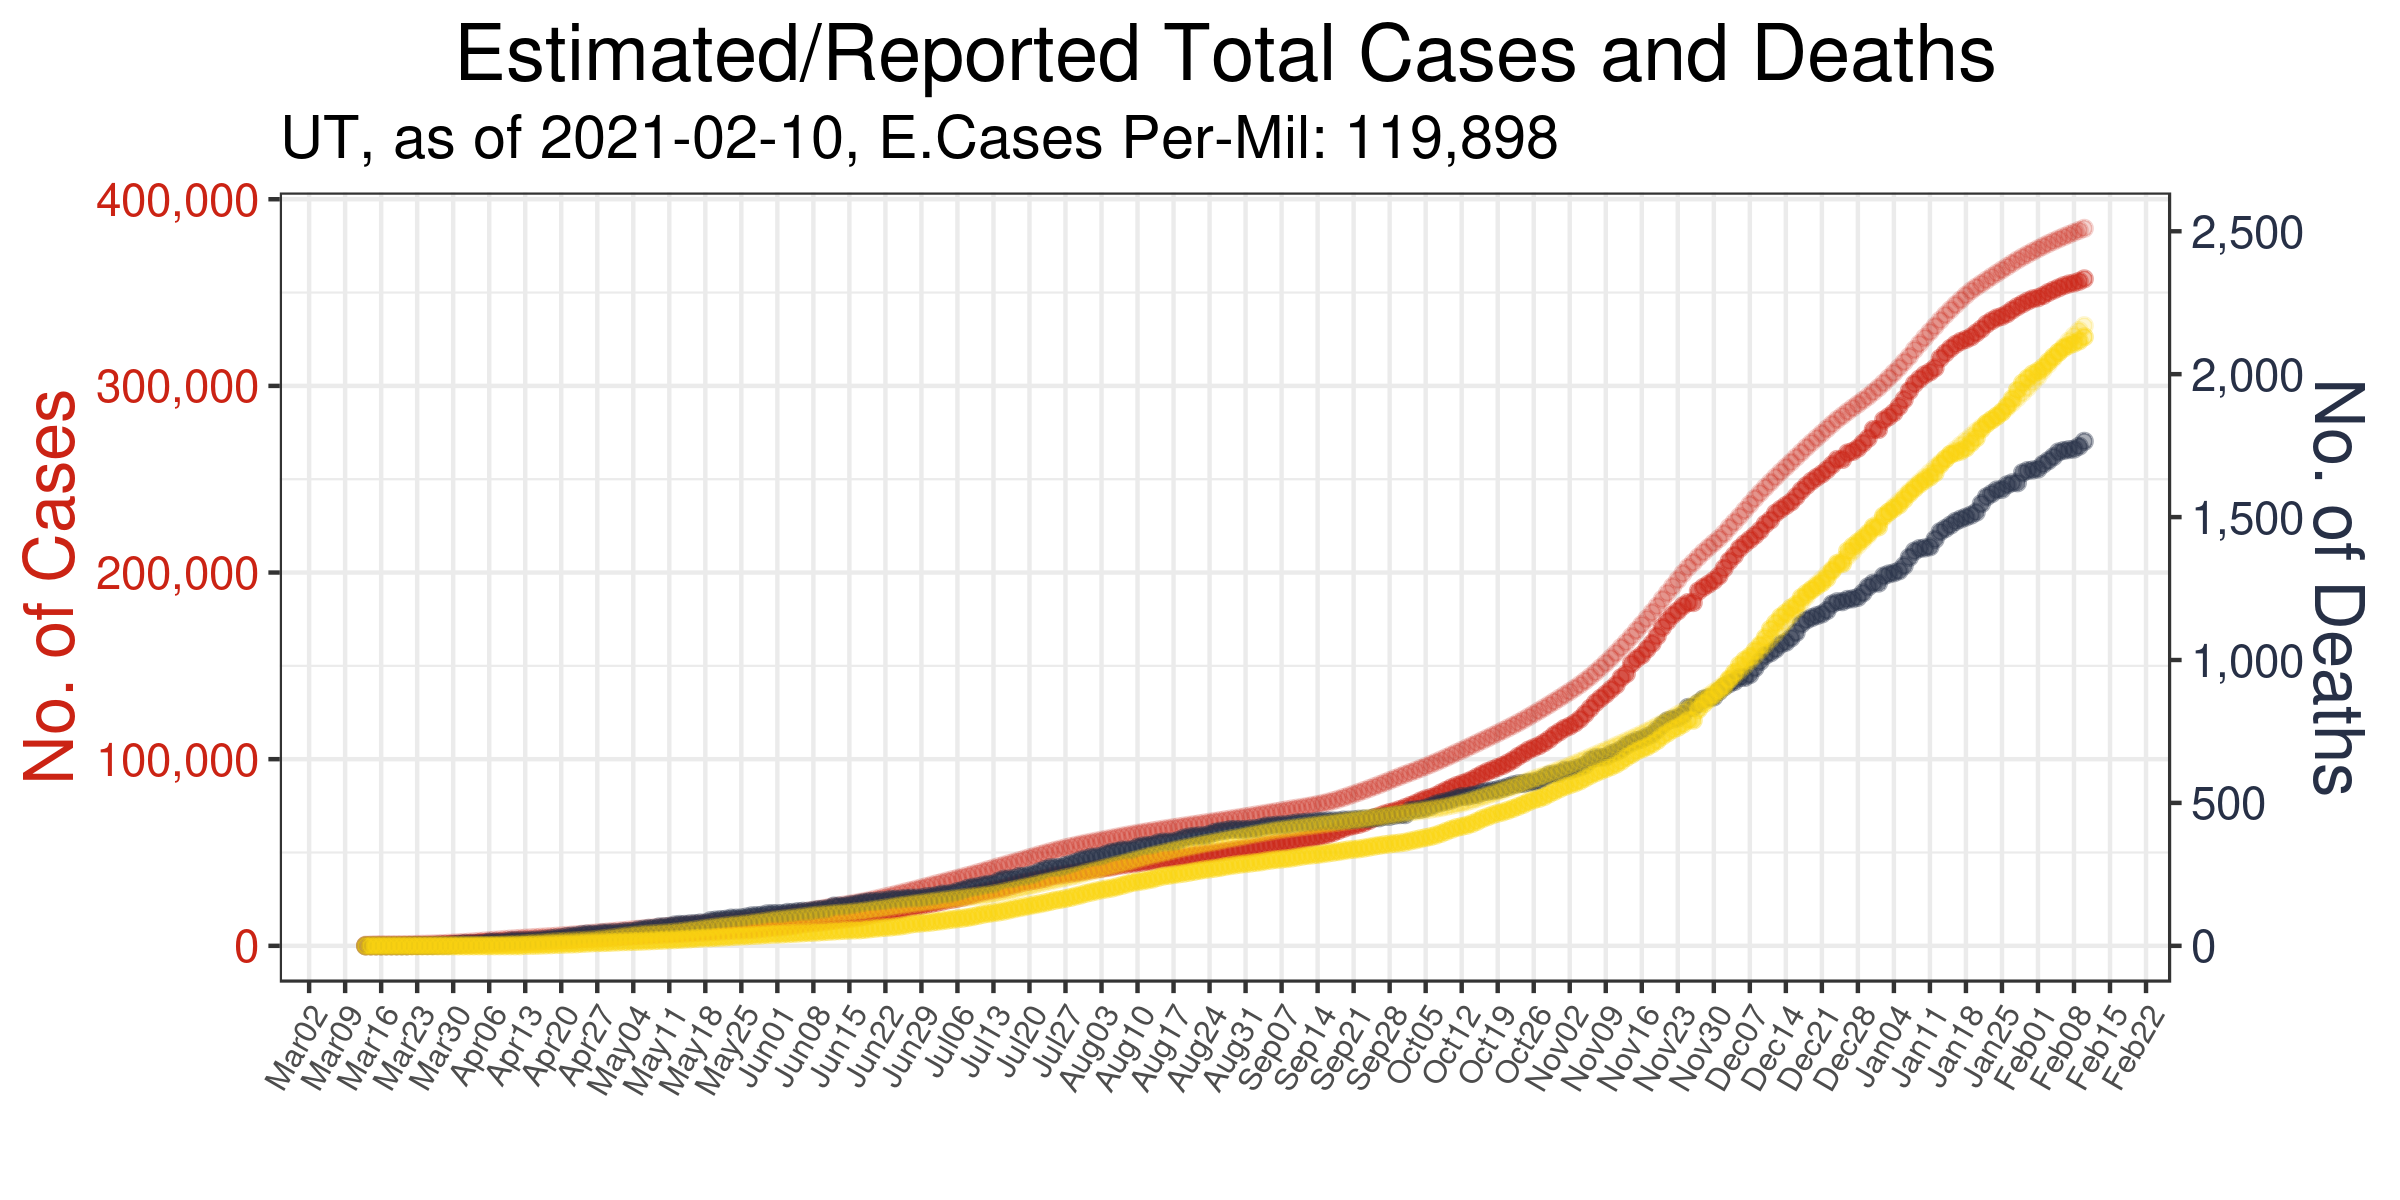 Estimated/Reported Total Cases and Deaths
UT, as of 2021-02-10, E.Cases Per-Mil: 119,898
No. of Cases
400,000
300,000
200,000
100,000
0
2,500
2,000
1,500
1,000
500
0
No. of Deaths
Mar02
Mar09
Mar16
Mar23
Mar30
Apr06
Apr13
Apr20
Apr27
May04
May11
May18
May25
Jun01
Jun08
Jun15
Jun22
Jun29
Jul06
Jul13
Jul20
Jul27
Aug03
Aug10
Aug17
Aug24
Aug31
Sep07
Sep14
Sep21
Sep28
Oct05
Oct12
Oct19
Oct26
Nov02
Nov09
Nov16
Nov23
Nov30
Dec07
Dec14
Dec21
Dec28
Jan04
Jan11
Jan18
Jan25
Feb01
Feb08
Feb15
Feb22